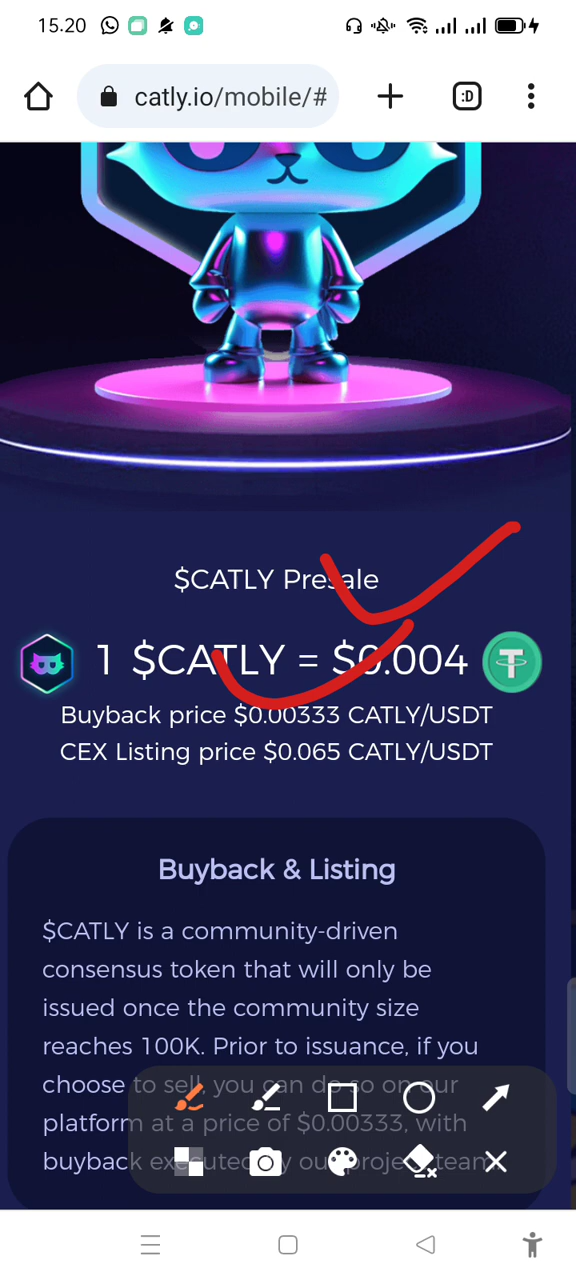 15.20
:D
catly.io/mobile/#
$CATLY Presale
1 $CATLY = $0.004
Buyback price $0.00333 CATLY/USDT
CEX Listing price $0.065 CATLY/USDT
Buyback & Listing
$CATLY is a community-driven
consensus token that will only be
issued once the community size
reaches 100K. Prior to issuance, if you
choose to sell, you can do so on our
platform at a price of $0.00333, with
buyback executed by our project team.